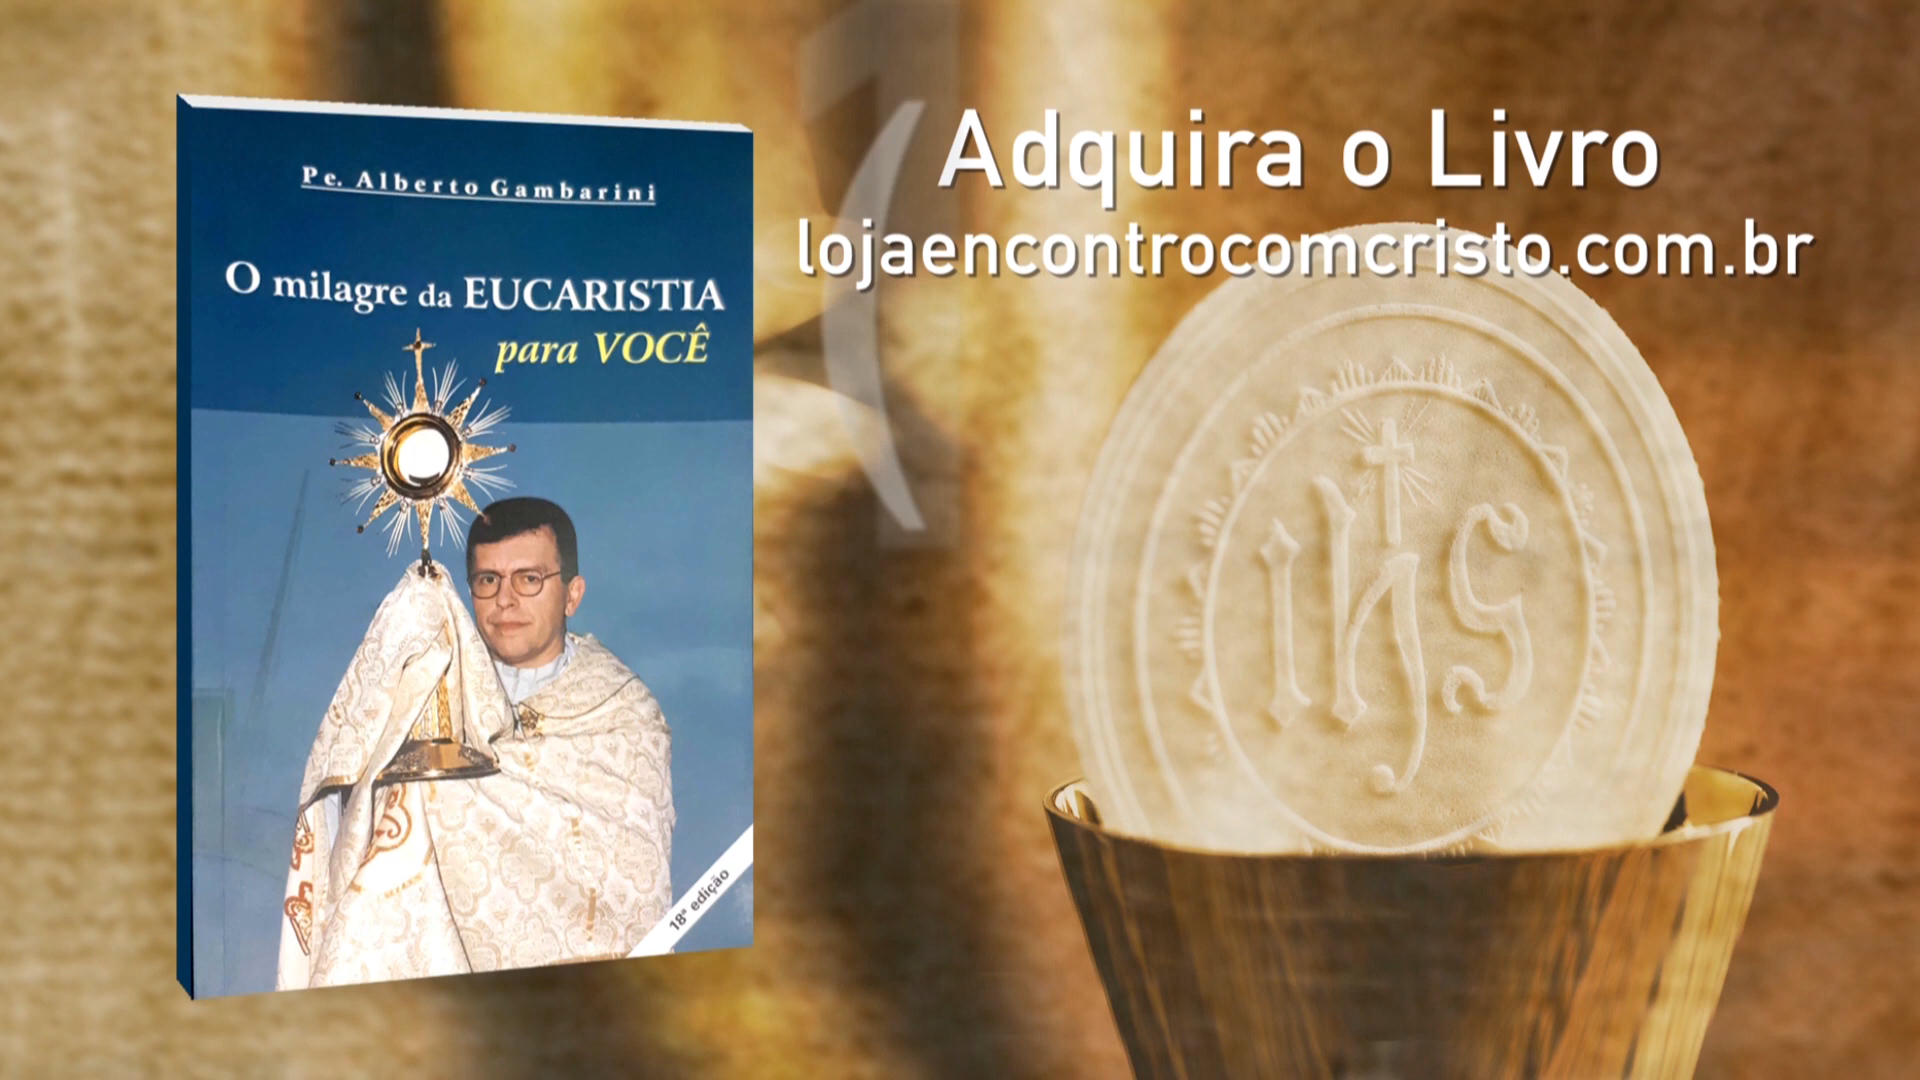 Pe. Alberto Gambarini
O milagre da EUCARISTIA
para VOCÊ
18ª edição
Adquira o Livro
lojaencontrocomcristo.com.br
ihs